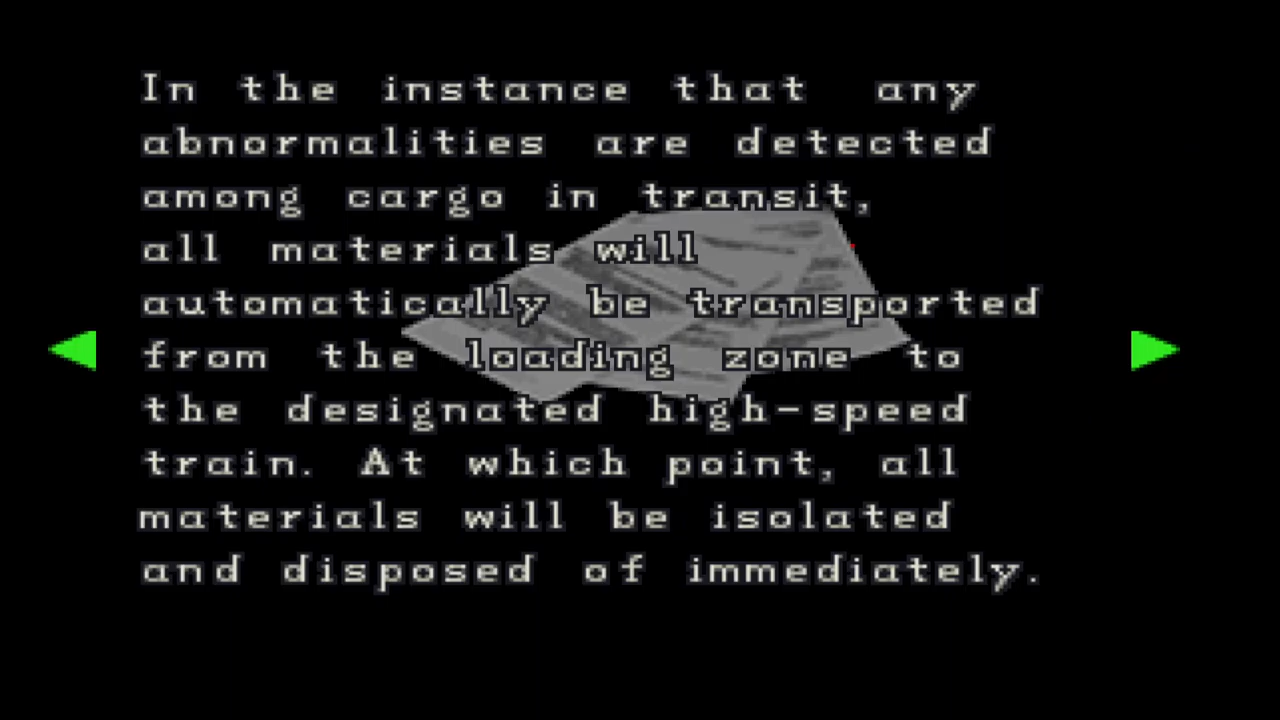 In the instance that any
abnormalities are detected
among cargo in transit,
all materials will
automatically be transported
from the loading zone to
the designated high-speed
train. At which point, all
materials will be isolated
and disposed of immediately.